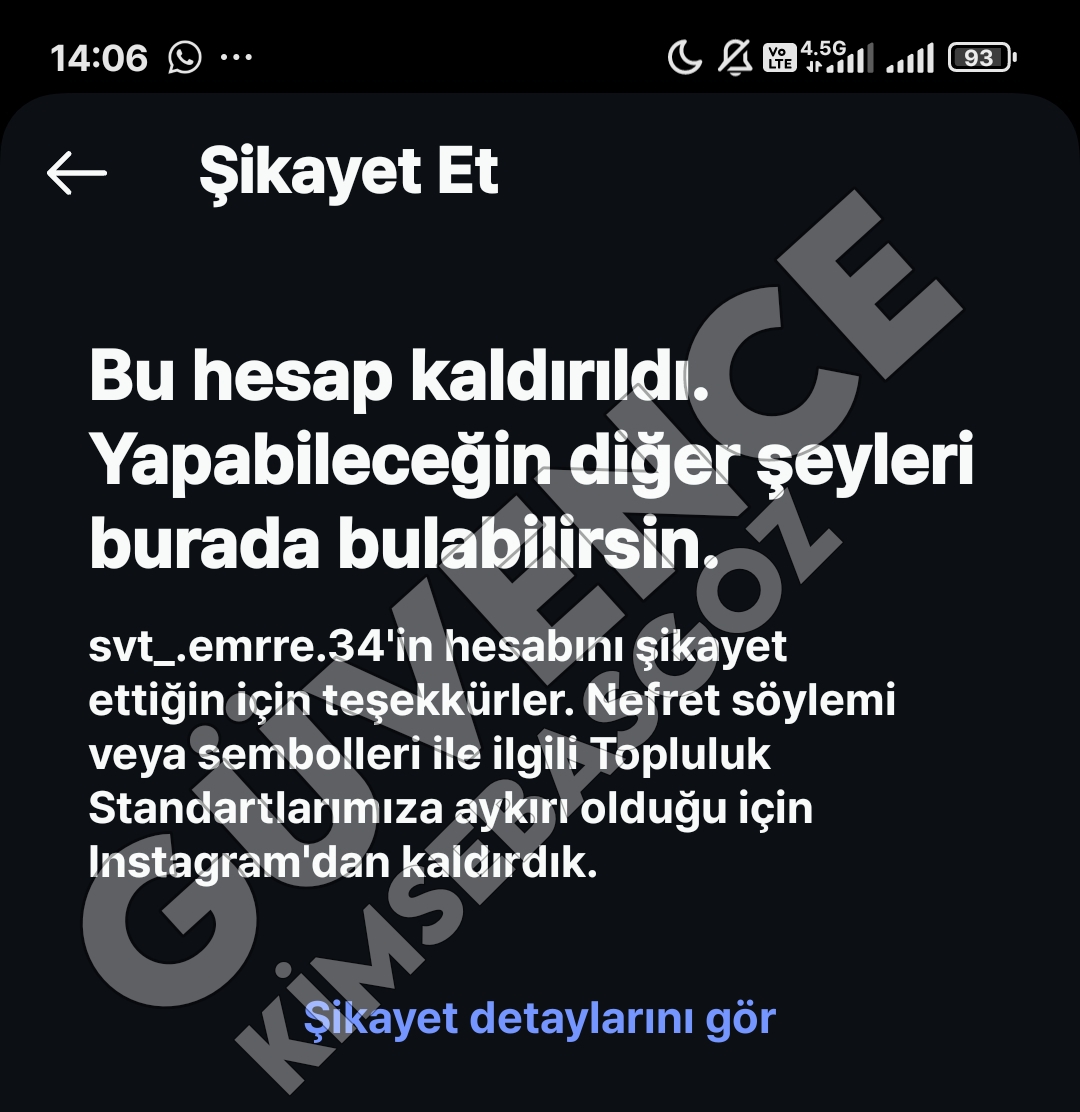 14:06
Vo LTE 4.5G 93
Şikayet Et
Bu hesap kaldırıldı.
Yapabileceğin diğer şeyleri
burada bulabilirsin.
svt_.emrre.34'in hesabını şikayet
ettiğin için teşekkürler. Nefret söylemi
veya sembolleri ile ilgili Topluluk
Standartlarımıza aykırı olduğu için
Instagram'dan kaldırdık.
Şikayet detaylarını gör
GÜVENCE
KİMSEBASGOZ